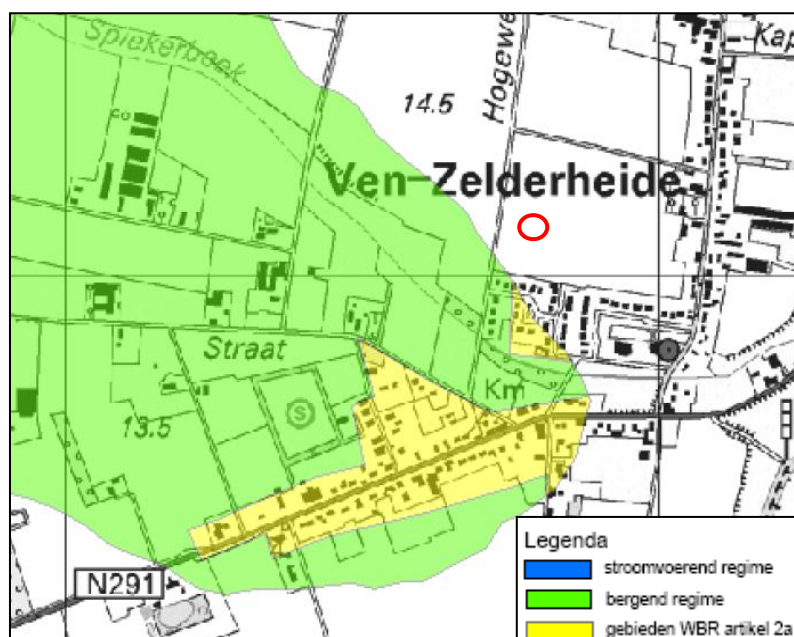 Spiekerbeek
Hogewe
Kap
14.5
Ven-Zelderheide
Straat
Km
S
13.5
N291
Legenda
stroomvoerend regime
bergend regime
gebieden WBR artikel 2a